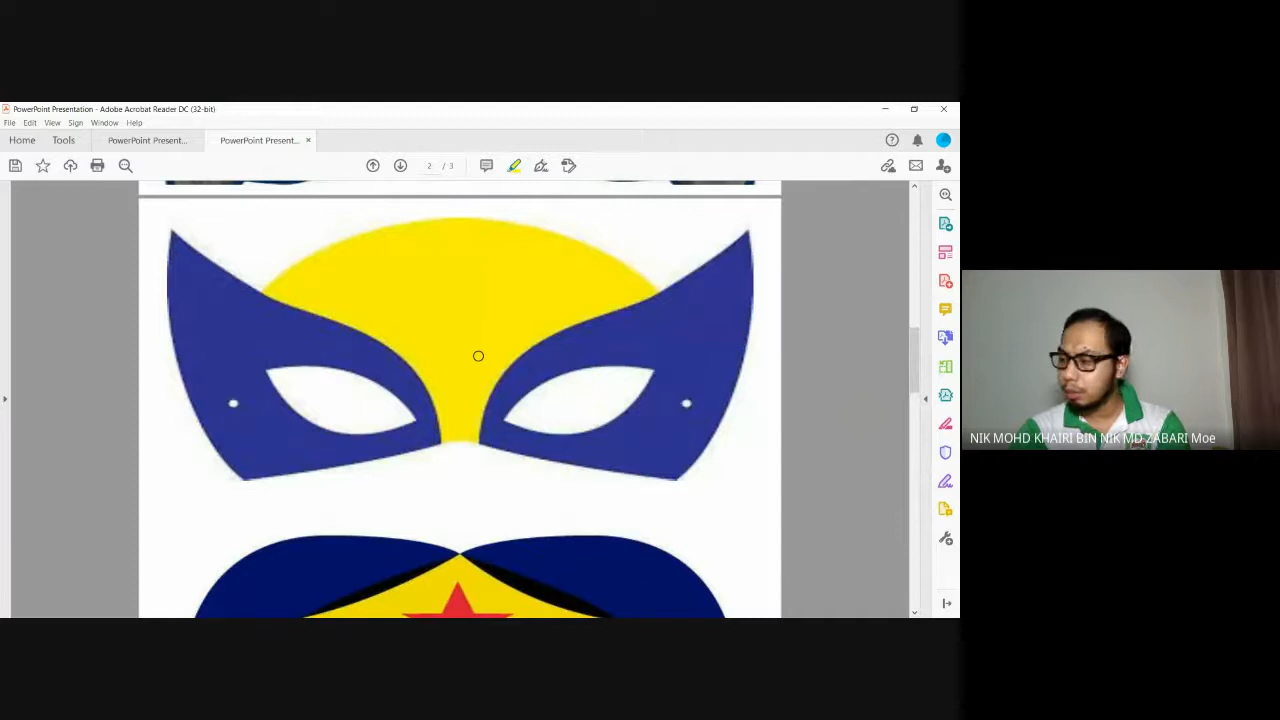 PowerPoint Presentation - Adobe Acrobat Reader DC (32-bit)
File Edit View Sign Window Help
Home Tools PowerPoint Present... PowerPoint Present... ×
2 / 3
NIK MOHD KHAIRI BIN NIK MD ZABARI Moe